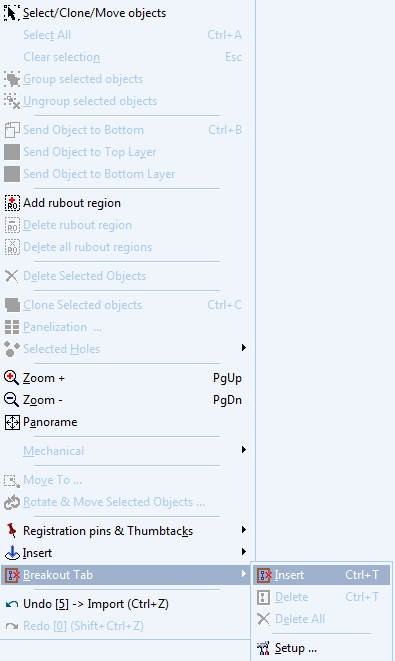 Select/Clone/Move objects
Select All Ctrl+A
Clear selection Esc
Group selected objects
Ungroup selected objects
Send Object to Bottom Ctrl+B
Send Object to Top Layer
Send Object to Bottom Layer
Add rubout region
Delete rubout region
Delete all rubout regions
Delete Selected Objects
Clone Selected objects Ctrl+C
Panelization ...
Selected Holes
Zoom + PgUp
Zoom - PgDn
Panorame
Mechanical
Move To ...
Rotate & Move Selected Objects ...
Registration pins & Thumbtacks
Insert
Breakout Tab
Insert Ctrl+T
Delete Ctrl+T
Delete All
Setup ...
Undo [5] -> Import (Ctrl+Z)
Redo [0] (Shift+Ctrl+Z)